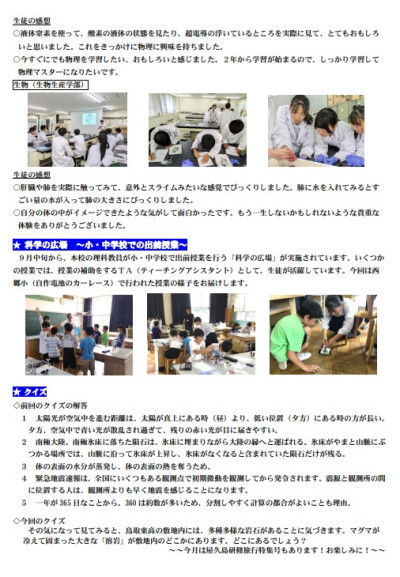 生徒の感想
○液体窒素を使って、酸素の液体の状態を見たり、超電導の浮いているところを実際に見て、とてもおもしろ
いと思いました。これをきっかけに物理に興味を持ちました。
○今すぐにでも物理を学習したい、おもしろいと感じました。２年から学習が始まるので、しっかり学習して
物理マスターになりたいです。
生物（生物生産学部）
生徒の感想
○肝臓や肺を実際に触ってみて、意外とスライムみたいな感覚でびっくりしました。肺に水を入れてみるとす
ごい量の水が入って肺の大きさにびっくりしました。
○自分の体の中がイメージできたような気がして面白かったです。もう一生しないかもしれないような貴重な
体験をありがとうございました。
★ 科学の広場　～小・中学校での出前授業～
９月中旬から、本校の理科教員が小・中学校で出前授業を行う「科学の広場」が実施されています。いくつか
の授業では、授業の補助をするＴＡ（ティーチングアシスタント）として、生徒が活躍しています。今回は西
郷小（自作電池のカーレース）で行われた授業の様子をお届けします。
★ クイズ
◇前回のクイズの解答
１　太陽光が空気中を進む距離は、太陽が真上にある時（昼）より、低い位置（夕方）にある時の方が長い。
夕方、空気中で青い光が散乱され過ぎて、残りの赤い光が目に届きやすい。
２　南極大陸。南極氷床に落ちた隕石は、氷床に埋まりながら大陸の縁へと運ばれる。氷床がやまと山脈にぶ
つかる場所では、山脈に沿って氷床が上昇し、氷床がなくなると含まれていた隕石だけが残る。
３　体の表面の水分が蒸発し、体の表面の熱を奪うため。
４　緊急地震速報は、全国にいくつもある観測点で初期微動を観測してから発信されます。震源と観測所の間
に位置する人は、観測所よりも早く地震を感じることになります。
５　一年が 365 日なことから。360 は約数が多いため、分割しやすく計算の都合がよいことも理由。
◇今回のクイズ
その気になって見てみると、鳥取東高の敷地内には、多種多様な岩石があることに気づきます。マグマが
冷えて固まった大きな「溶岩」が敷地内のどこかにあります。どこにあるでしょう？
～～今月は屋久島研修旅行特集号もあります！お楽しみに！～～